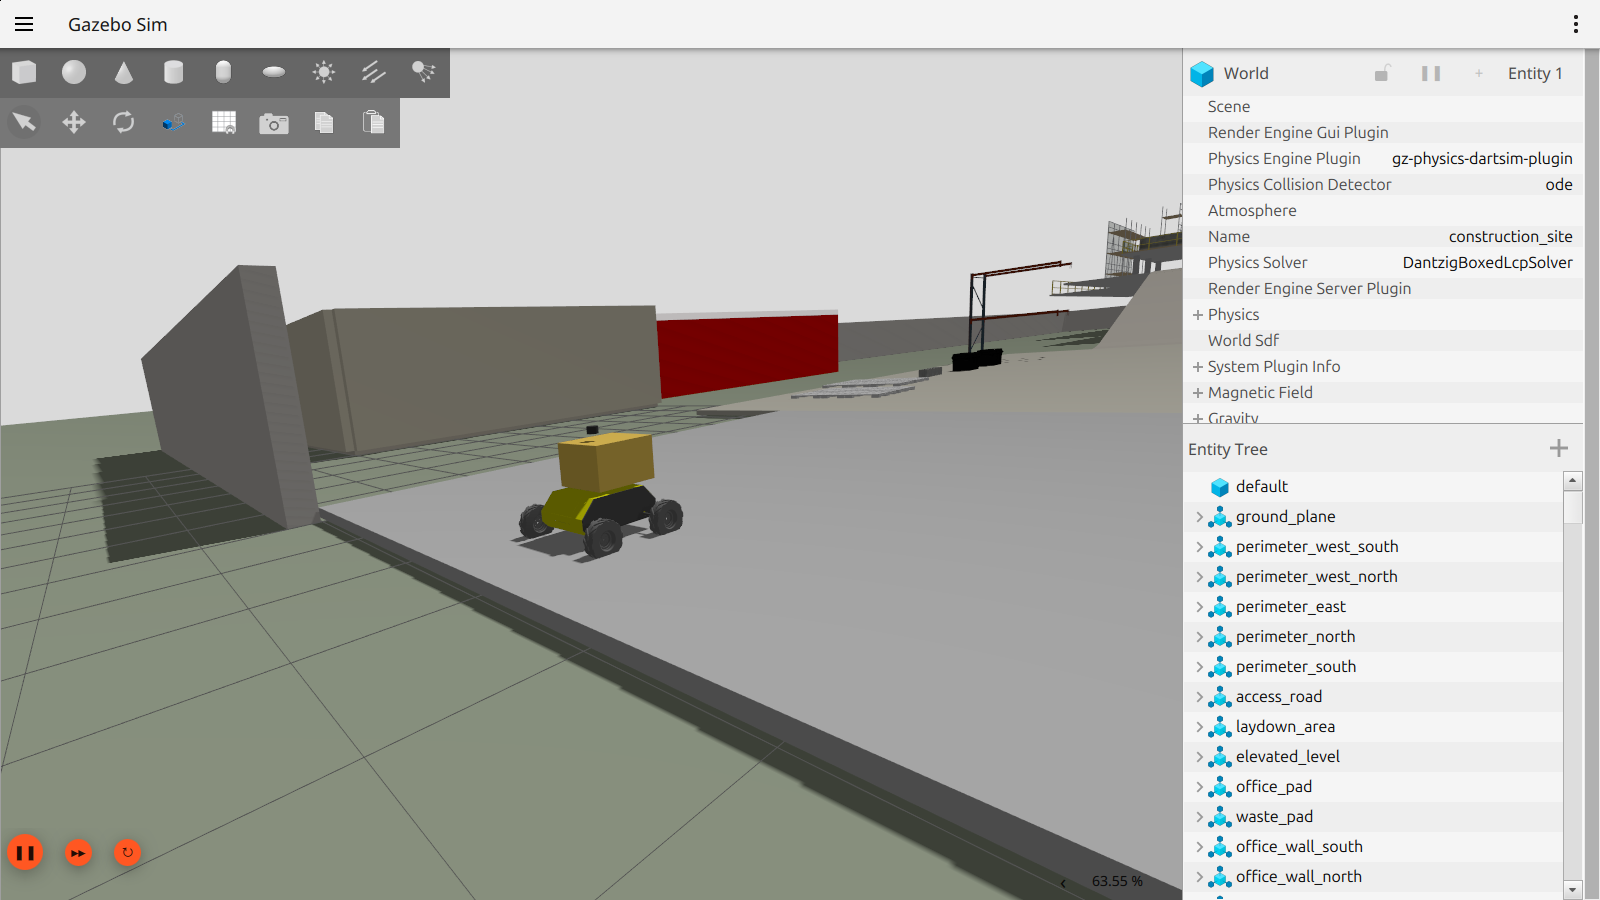 Gazebo Sim
World
Entity 1
Scene
Render Engine Gui Plugin
Physics Engine Plugin gz-physics-dartsim-plugin
Physics Collision Detector ode
Atmosphere
Name construction_site
Physics Solver DantzigBoxedLcpSolver
Render Engine Server Plugin
Physics
World Sdf
System Plugin Info
Magnetic Field
Gravity
Entity Tree
default
ground_plane
perimeter_west_south
perimeter_west_north
perimeter_east
perimeter_north
perimeter_south
access_road
laydown_area
elevated_level
office_pad
waste_pad
office_wall_south
office_wall_north
63.55 %